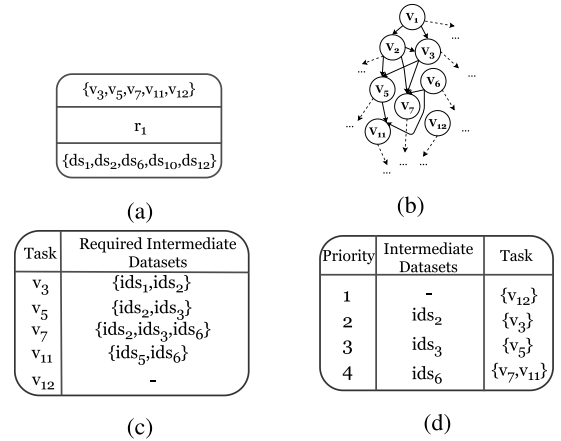 {v₃,v₅,v₇,v₁₁,v₁₂}
r₁
{ds₁,ds₂,ds₆,ds₁₀,ds₁₂}
(a)
V₁
...
V₂
V₃
...
...
V₅
V₆
V₇
...
...
V₁₁
V₁₂
...
...
...
(b)
Task
Required Intermediate
Datasets
v₃ {ids₁,ids₂}
v₅ {ids₂,ids₃}
v₇ {ids₂,ids₃,ids₆}
v₁₁ {ids₅,ids₆}
v₁₂ -
(c)
Priority
Intermediate
Datasets
Task
1 - {v₁₂}
2 ids₂ {v₃}
3 ids₃ {v₅}
4 ids₆ {v₇,v₁₁}
(d)